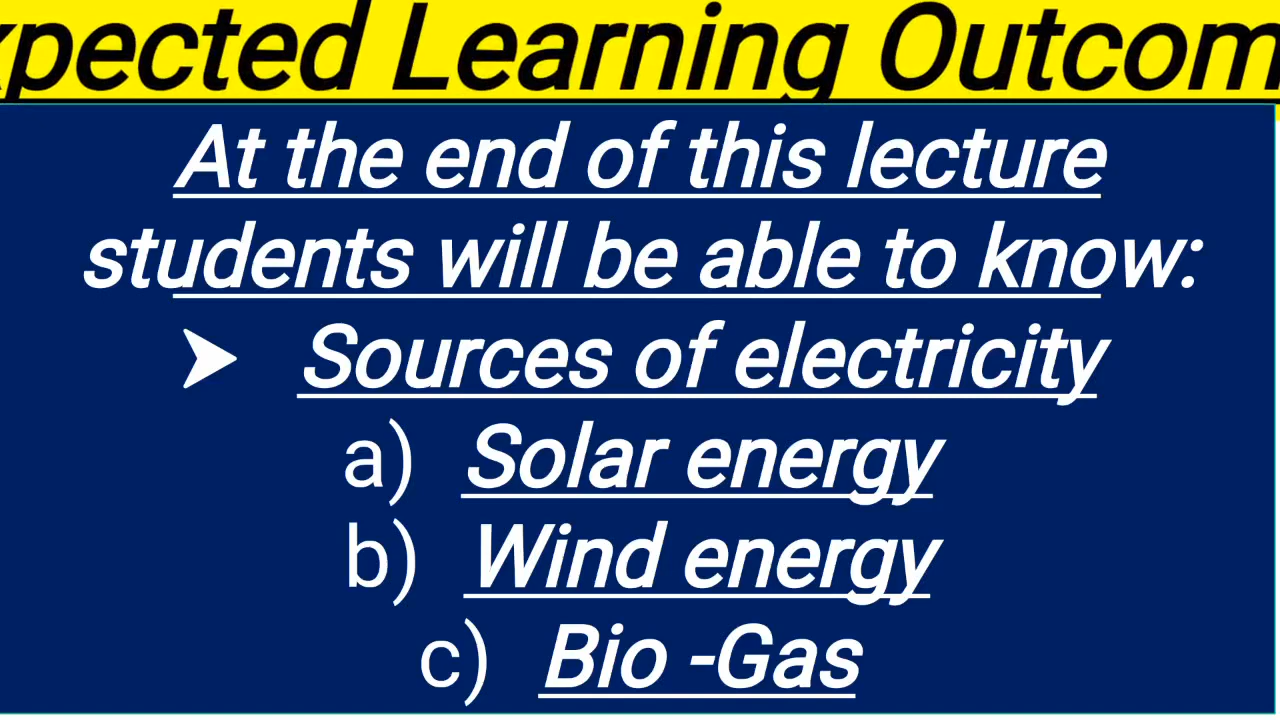 xpected Learning Outcom
At the end of this lecture
students will be able to know:
➤ Sources of electricity
a) Solar energy
b) Wind energy
c) Bio -Gas